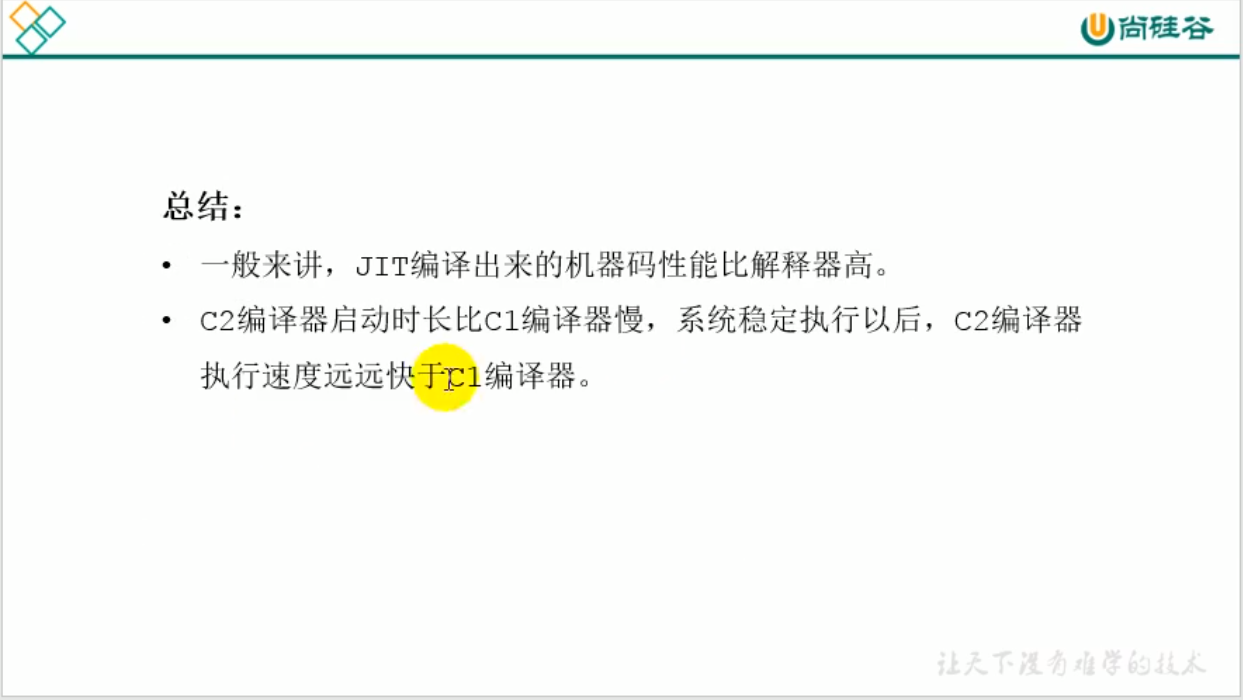 尚硅谷
总结：
• 一般来讲，JIT编译出来的机器码性能比解释器高。
• C2编译器启动时长比C1编译器慢，系统稳定执行以后，C2编译器
执行速度远远快于C1编译器。
让天下没有难学的技术